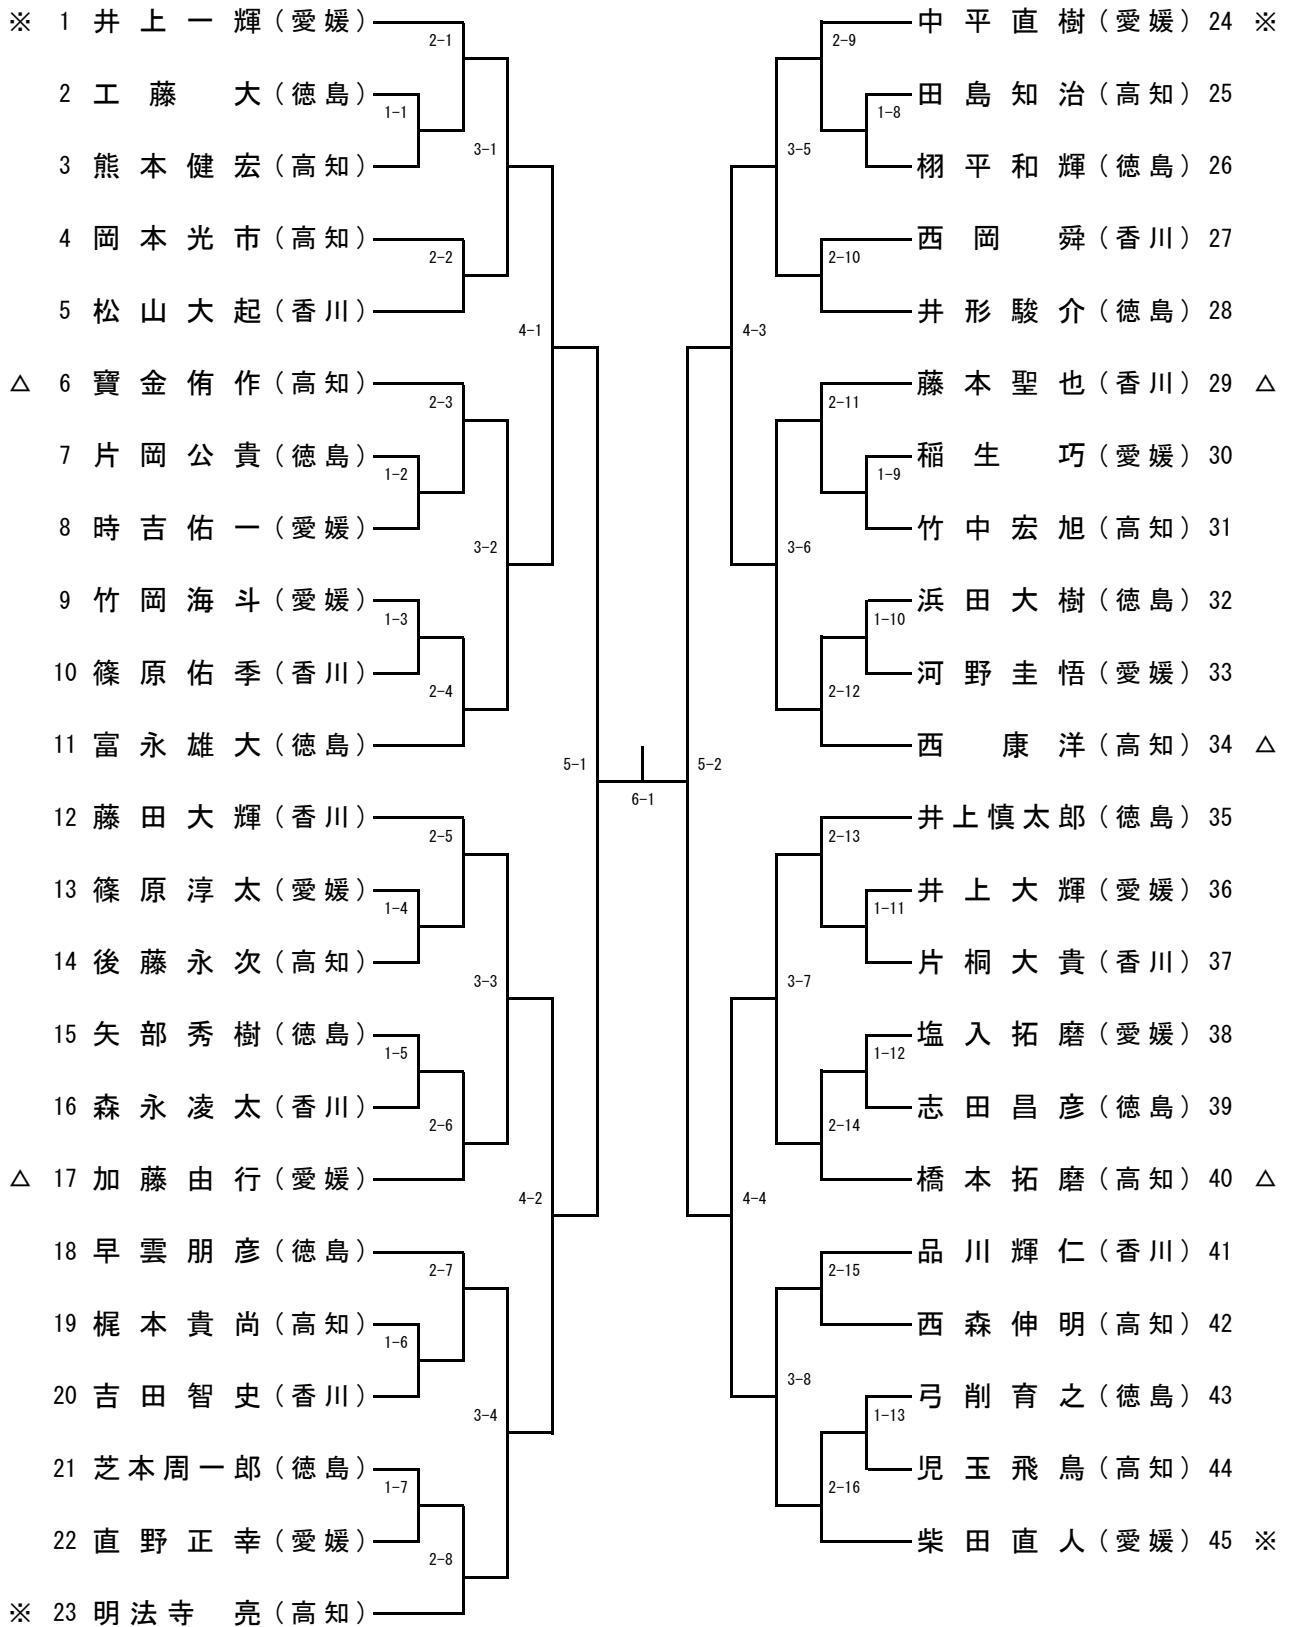 ※ 1 井上一輝（愛媛） 中平直樹（愛媛） 24 ※
2-1 2-9
2 工藤 大（徳島） 田島知治（高知） 25
1-1 1-8
3-1 3-5
3 熊本健宏（高知） 栩平和輝（徳島） 26
4 岡本光市（高知） 西岡 舜（香川） 27
2-2 2-10
5 松山大起（香川） 井形駿介（徳島） 28
4-1 4-3
△ 6 寶金侑作（高知） 藤本聖也（香川） 29 △
2-3 2-11
7 片岡公貴（徳島） 稲生 巧（愛媛） 30
1-2 1-9
8 時吉佑一（愛媛） 竹中宏旭（高知） 31
3-2 3-6
9 竹岡海斗（愛媛） 浜田大樹（徳島） 32
1-3 1-10
10 篠原佑季（香川） 河野圭悟（愛媛） 33
2-4 2-12
11 富永雄大（徳島） 西 康洋（高知） 34 △
5-1 5-2
6-1
12 藤田大輝（香川） 井上慎太郎（徳島） 35
2-5 2-13
13 篠原淳太（愛媛） 井上大輝（愛媛） 36
1-4 1-11
14 後藤永次（高知） 片桐大貴（香川） 37
3-3 3-7
15 矢部秀樹（徳島） 塩入拓磨（愛媛） 38
1-5 1-12
16 森永凌太（香川） 志田昌彦（徳島） 39
2-6 2-14
△ 17 加藤由行（愛媛） 橋本拓磨（高知） 40 △
4-2 4-4
18 早雲朋彦（徳島） 品川輝仁（香川） 41
2-7 2-15
19 梶本貴尚（高知） 西森伸明（高知） 42
1-6
3-8
20 吉田智史（香川） 弓削育之（徳島） 43
3-4 1-13
21 芝本周一郎（徳島） 児玉飛鳥（高知） 44
1-7 2-16
22 直野正幸（愛媛） 柴田直人（愛媛） 45 ※
2-8
※ 23 明法寺 亮（高知）